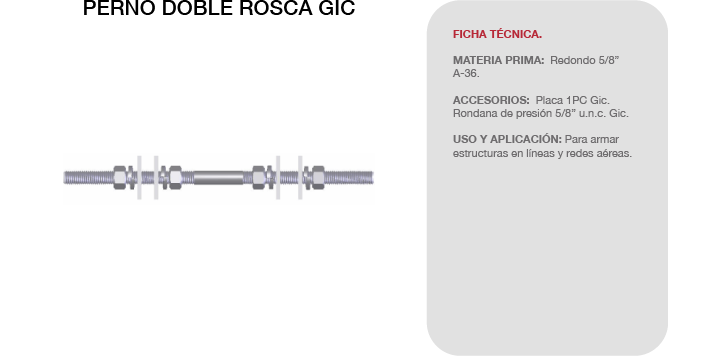 PERNO DOBLE ROSCA GIC
FICHA TÉCNICA.
MATERIA PRIMA: Redondo 5/8”
A-36.
ACCESORIOS: Placa 1PC Gic.
Rondana de presión 5/8” u.n.c. Gic.
USO Y APLICACIÓN: Para armar
estructuras en líneas y redes aéreas.